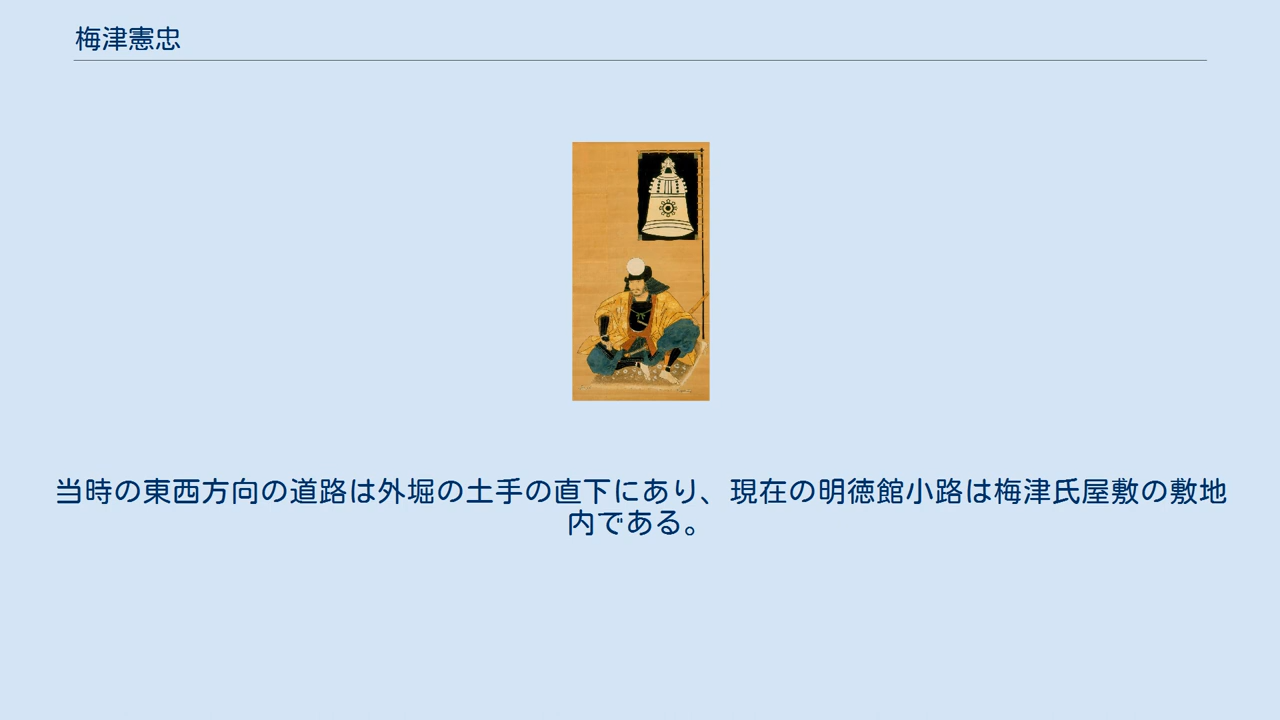 梅津憲忠
当時の東西方向の道路は外堀の土手の直下にあり、現在の明徳館小路は梅津氏屋敷の敷地
内である。